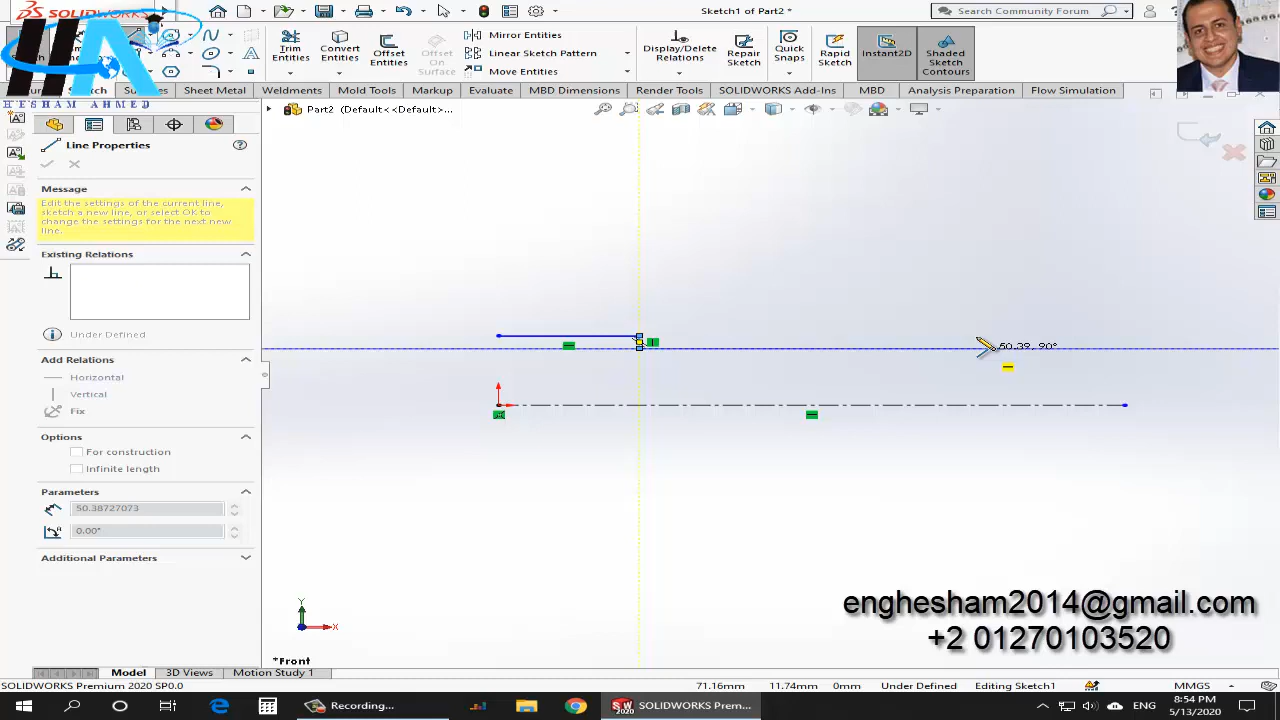 SOLIDWORKS
Sketch1 of Part2 *
Search Community Forum
HESHAM AHMED
Trim Entities
Convert Entities
Offset Entities
Offset On Surface
Mirror Entities
Linear Sketch Pattern
Move Entities
Display/Delete Relations
Repair Sketch
Quick Snaps
Rapid Sketch
Instant2D
Shaded Sketch Contours
Sheet Metal
Weldments
Mold Tools
Markup
Evaluate
MBD Dimensions
Render Tools
SOLIDWORKS Add-Ins
MBD
Analysis Preparation
Flow Simulation
Part2 (Default<<Default>...
Line Properties
Message
Edit the settings of the current line, sketch a new line, or select OK to change the settings for the next new line.
Existing Relations
Under Defined
Add Relations
Horizontal
Vertical
Fix
Options
For construction
Infinite length
Parameters
50.38727073
0.00°
Additional Parameters
50.39, 90°
Y
X
*Front
enghesham2014@gmail.com
+2 01270103520
Model
3D Views
Motion Study 1
SOLIDWORKS Premium 2020 SP0.0
71.16mm
11.74mm
0mm
Under Defined
Editing Sketch1
MMGS
Recording...
SW 2020
SOLIDWORKS Prem...
ENG
8:54 PM
5/13/2020